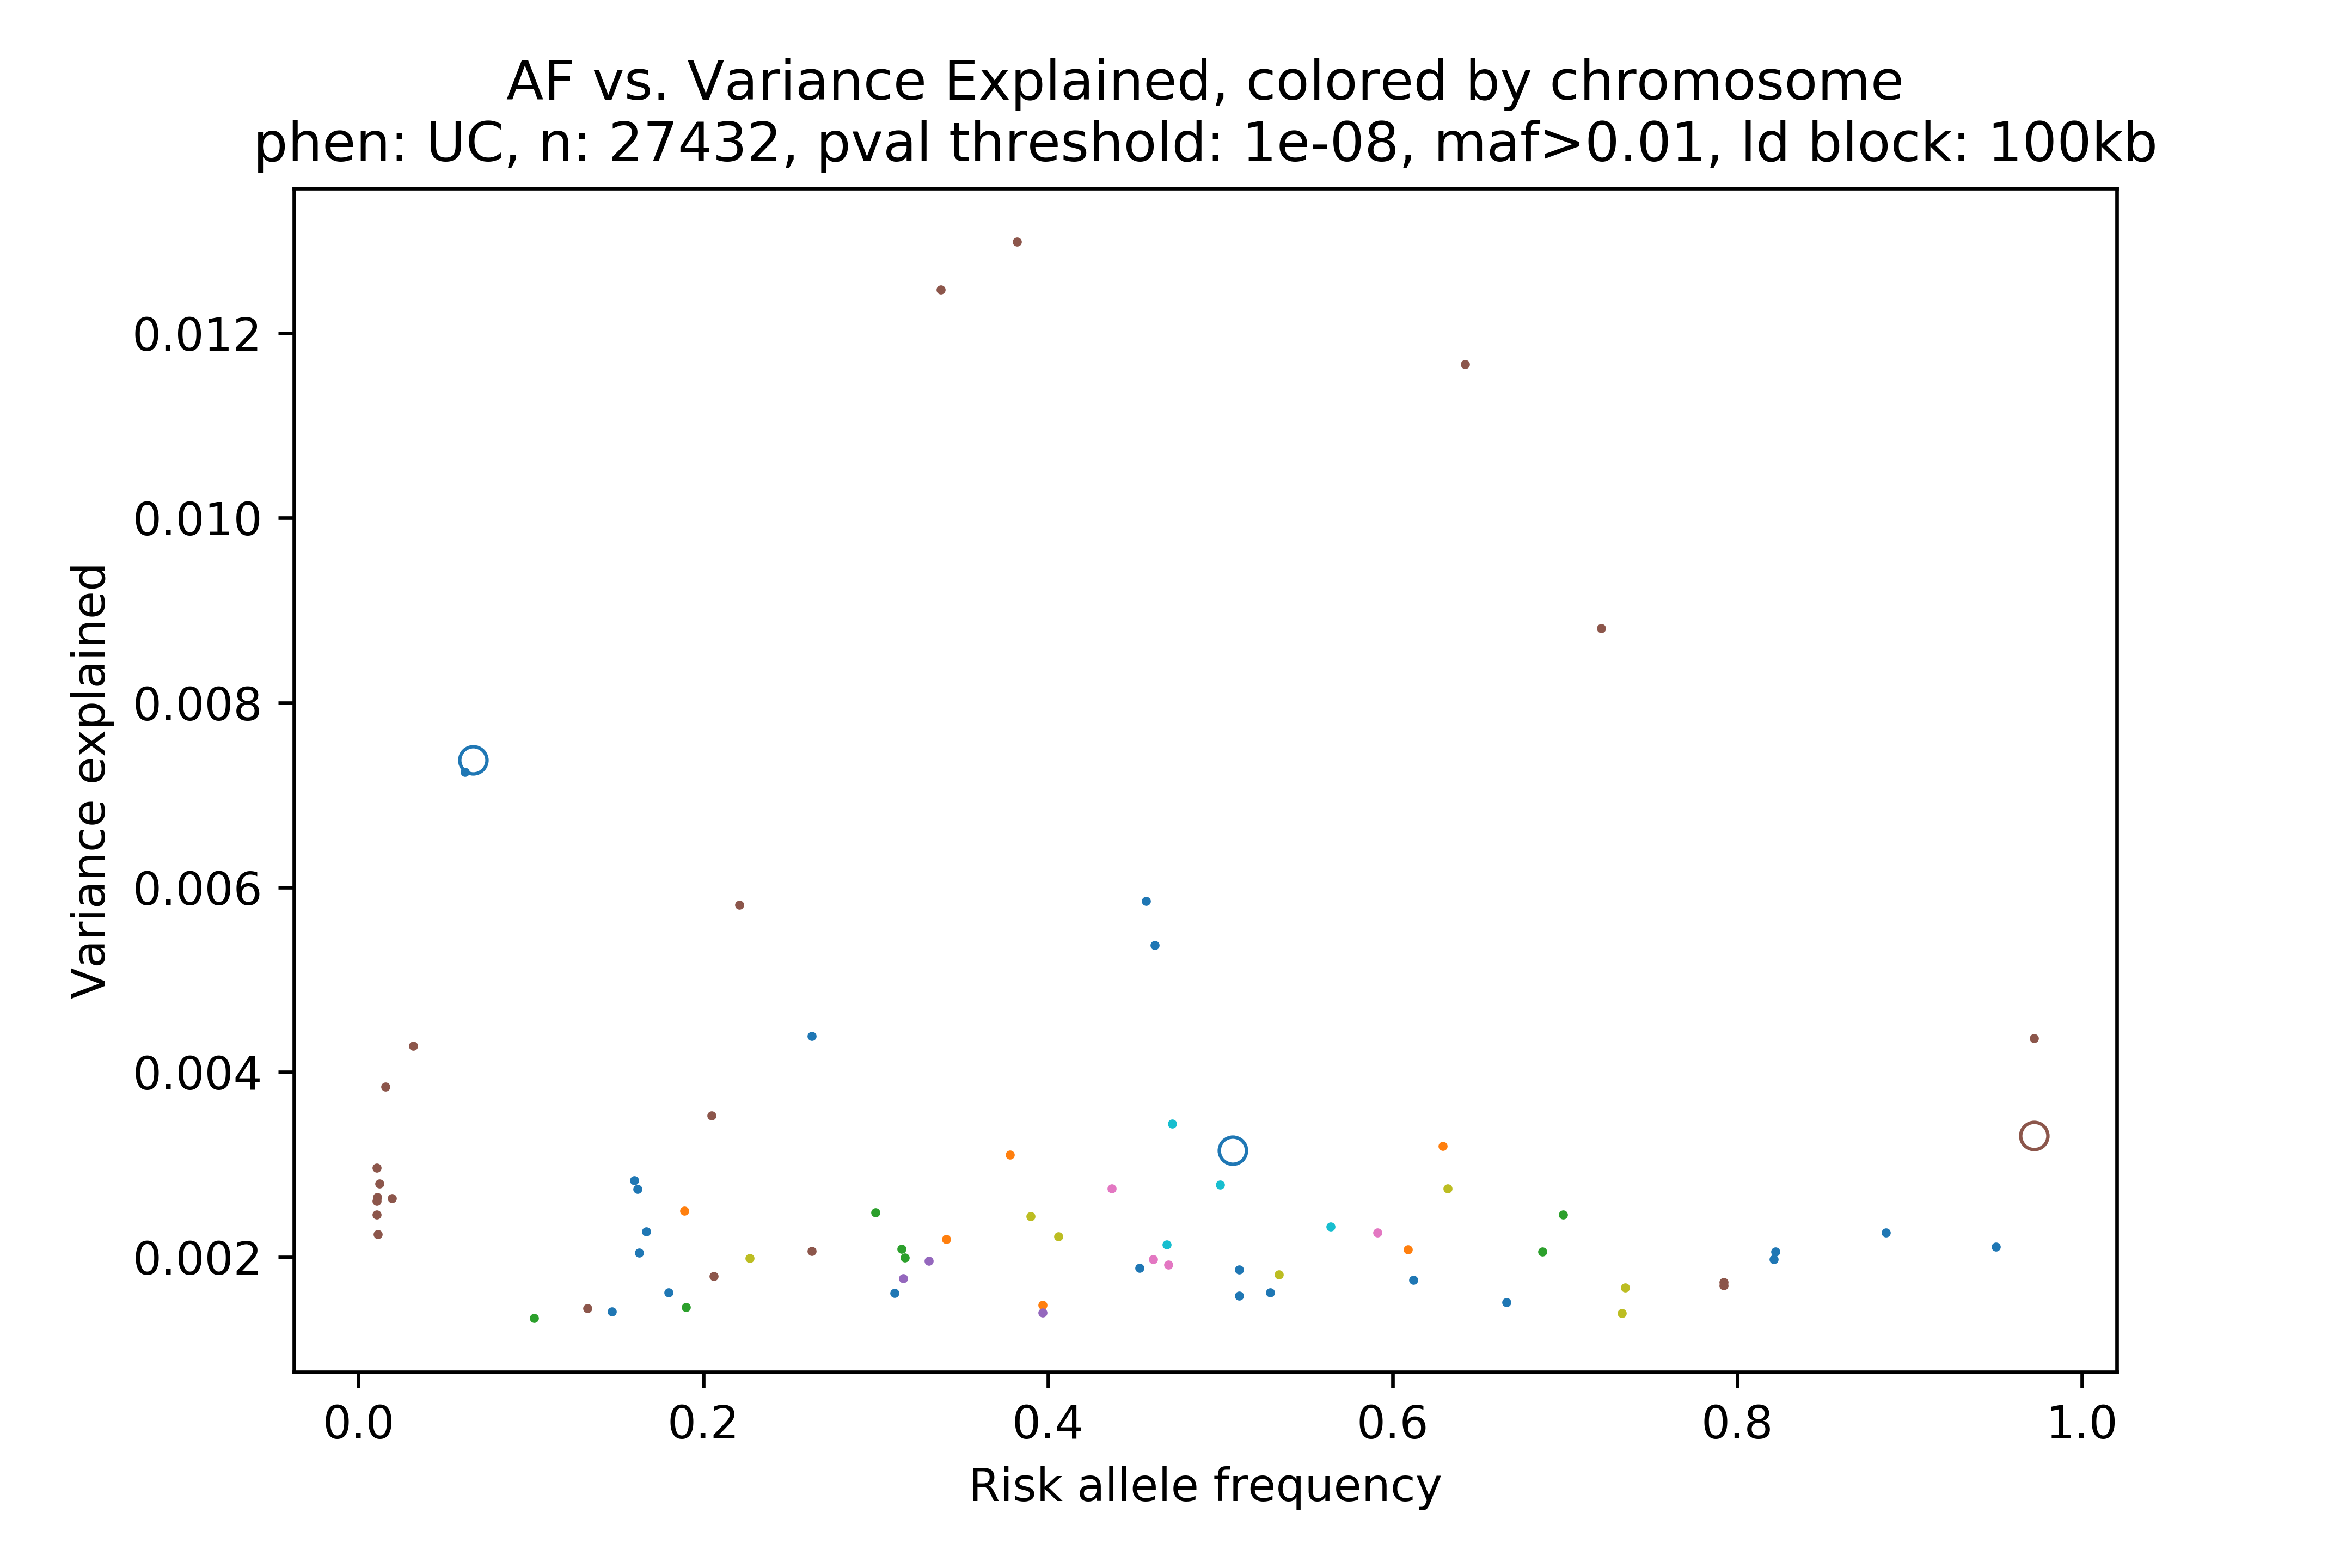 AF vs. Variance Explained, colored by chromosome
phen: UC, n: 27432, pval threshold: 1e-08, maf>0.01, ld block: 100kb
Variance explained
0.012
0.010
0.008
0.006
0.004
0.002
0.0 0.2 0.4 0.6 0.8 1.0
Risk allele frequency